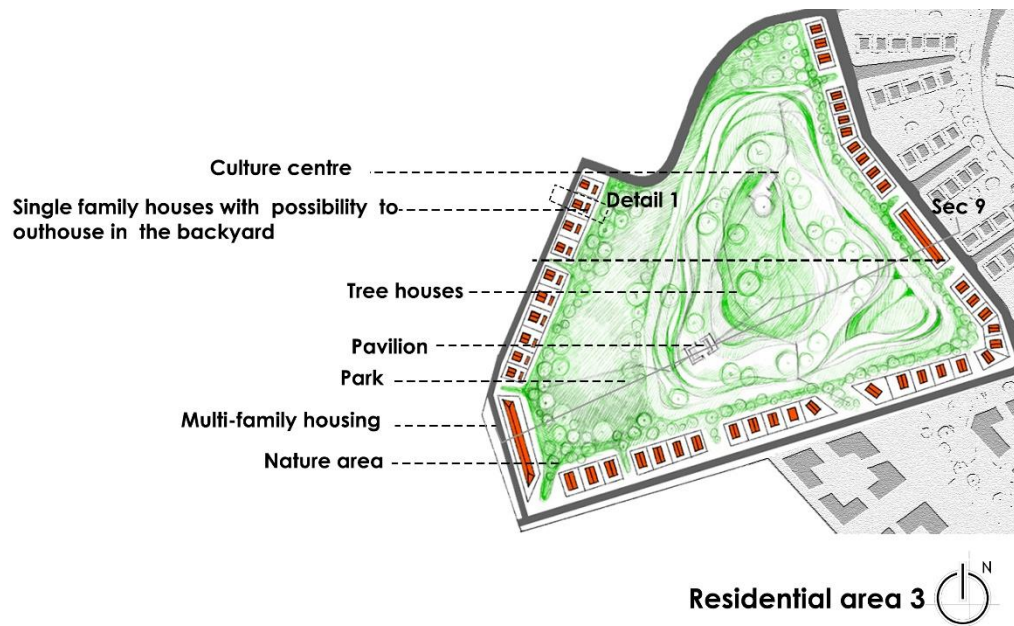 Culture centre
Single family houses with possibility to
outhouse in the backyard
Detail 1
Sec 9
Tree houses
Pavilion
Park
Multi-family housing
Nature area
Residential area 3
N